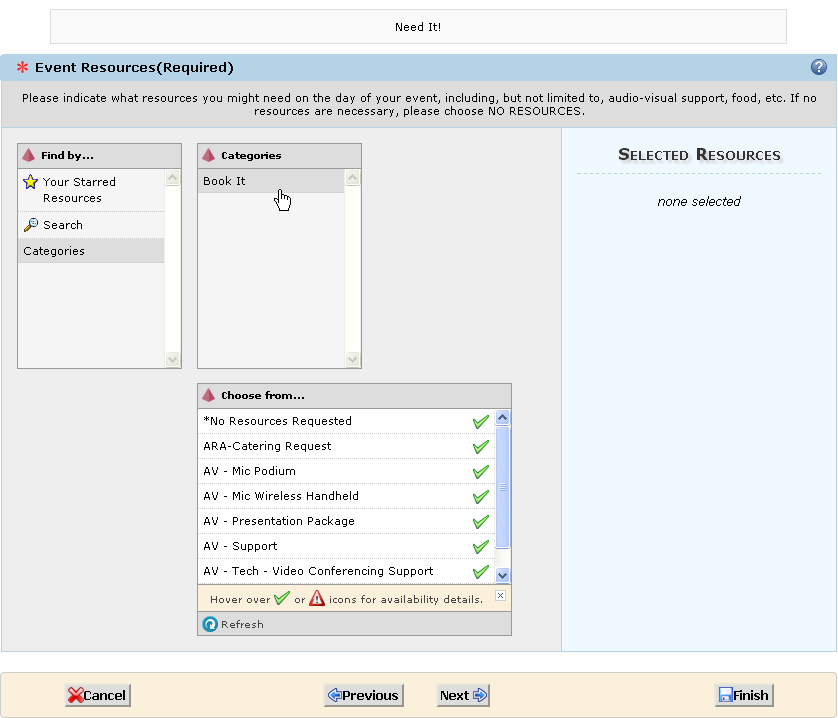 Need It!
* Event Resources(Required)
?
Please indicate what resources you might need on the day of your event, including, but not limited to, audio-visual support, food, etc. If no
resources are necessary, please choose NO RESOURCES.
Find by...
Your Starred
Resources
Search
Categories
Categories
Book It
Selected Resources
none selected
Choose from...
*No Resources Requested
ARA-Catering Request
AV - Mic Podium
AV - Mic Wireless Handheld
AV - Presentation Package
AV - Support
AV - Tech - Video Conferencing Support
Hover over or icons for availability details.
Refresh
Cancel
Previous
Next
Finish